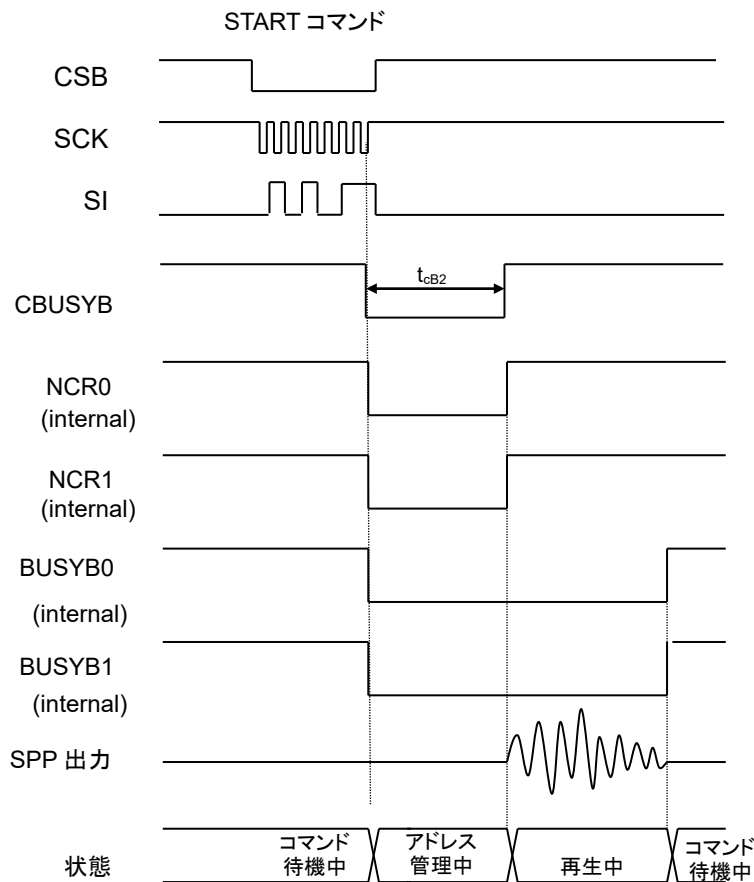 START コマンド
CSB
SCK
SI
CBUSYB
tcB2
NCR0
(internal)
NCR1
(internal)
BUSYB0
(internal)
BUSYB1
(internal)
SPP 出力
状態
コマンド
待機中
アドレス
管理中
再生中
コマンド
待機中